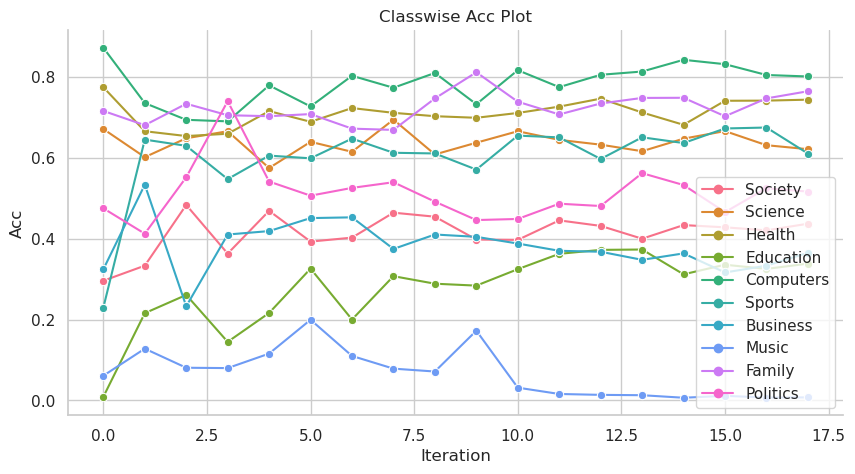 Classwise Acc Plot
Acc
0.8
0.6
0.4
0.2
0.0
0.0 2.5 5.0 7.5 10.0 12.5 15.0 17.5
Iteration
Society
Science
Health
Education
Computers
Sports
Business
Music
Family
Politics